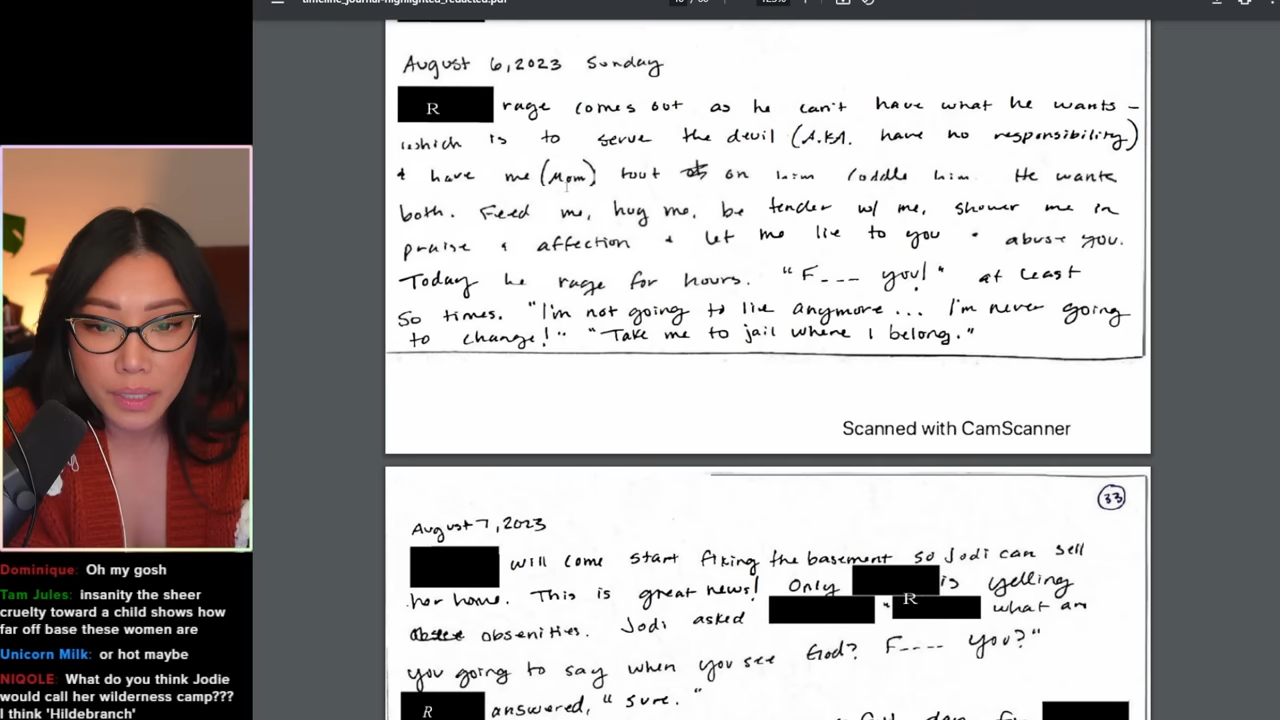 timeline_journal-highlighted_redacted.pdf
August 6, 2023 Sunday
R rage comes out as he can't have what he wants -
which is to serve the devil (A.K.A. have no responsibility)
& have me (Mom) tout on him coddle him. He wants
both. Feed me, hug me, be tender w/ me, shower me in
praise & affection & let me lie to you & abuse you.
Today he rage for hours. "F--- you!" at least
50 times. "I'm not going to lie anymore... I'm never going
to change!" "Take me to jail where I belong."
Scanned with CamScanner
33
August 7, 2023
will come start fixing the basement so Jodi can sell
her home. This is great news! Only is yelling
obsenities. Jodi asked & R what are
you going to say when you see God? F---- you?"
R answered, "sure."
Dominique: Oh my gosh
Tam Jules: insanity the sheer
cruelty toward a child shows how
far off base these women are
Unicorn Milk: or hot maybe
NIQOLE: What do you think Jodie
would call her wilderness camp???
I think 'Hildebranch'